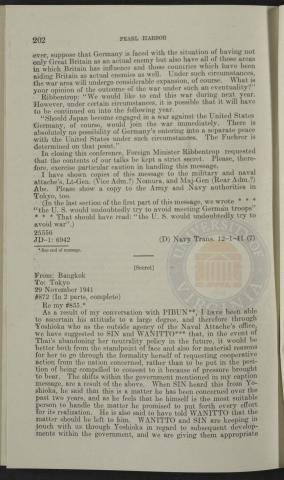 202 PEARL HARBOR
ever, suppose that Germany is faced with the situation of having not
only Great Britain as an actual enemy but also have all of those areas
in which Britain has influence and those countries which have been
aiding Britain as actual enemies as well. Under such circumstances,
the war area will undergo considerable expansion, of course. What is
your opinion of the outcome of the war under such an eventuality?"
Ribbentrop: "We would like to end this war during next year.
However, under certain circumstances, it is possible that it will have
to be continued on into the following year.
"Should Japan become engaged in a war against the United States
Germany, of course, would join the war immediately. There is
absolutely no possibility of Germany's entering into a separate peace
with the United States under such circumstances. The Fuehrer is
determined on that point."
In closing this conference, Foreign Minister Ribbentrop requested
that the contents of our talks be kept a strict secret. Please, there-
fore, exercise particular caution in handling this message.
I have shown copies of this message to the military and naval
attaché's, Lt-Gen. (Vice Adm.?) Nomura, and Maj-Gen (Rear Adm.?)
Abe. Please show a copy to the Army and Navy authorities in
Tokyo, too.
(In the last section of the first part of this message, we wrote * * *
"the U. S. would undoubtedly try to avoid meeting German troops"
* * * That should have read: "the U. S. would undoubtedly try to
avoid war".)
25556
JD-1: 6942 (D) Navy Trans. 12-1-41 (7)
* See end of message.
[Secret]
From: Bangkok
To: Tokyo
29 November 1941
#872 (In 2 parts, complete)
Re my #835.*
As a result of my conversation with PIBUN**, I have been able
to ascertain his attitude to a large degree, and therefore through
Yoshioka who as the outside agency of the Naval Attache's office,
we have suggested to SIN and WANITTO*** that, in the event of
Thai's abandoning her neutrality policy in the future, it would be
better both from the standpoint of face and also for material reasons
for her to go through the formality herself of requesting cooperative
action from the nation concerned, rather than to be put in the posi-
tion of being compelled to consent to it because of pressure brought
to bear. The shifts within the government mentioned in my caption
message, are a result of the above. When SIN heard this from Yo-
shioka, he said that this is a matter he has been concerned over the
past two years, and as he feels that he himself is the most suitable
person to handle the matter he promised to put forth every effort
for its realization. He is also said to have told WANITTO that the
matter should be left to him. WANITTO and SIN are keeping in
touch with us through Yoshioka in regard to subsequent develop-
ments within the government, and we are giving them appropriate